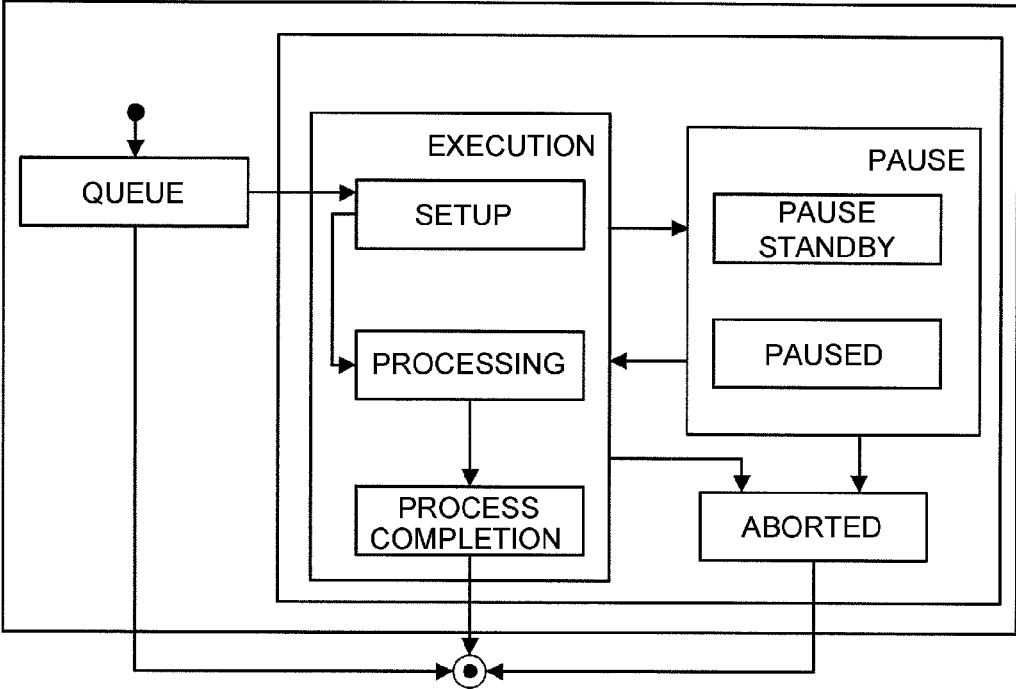 EXECUTION
PAUSE
QUEUE
SETUP
PAUSE
STANDBY
PROCESSING
PAUSED
PROCESS
COMPLETION
ABORTED